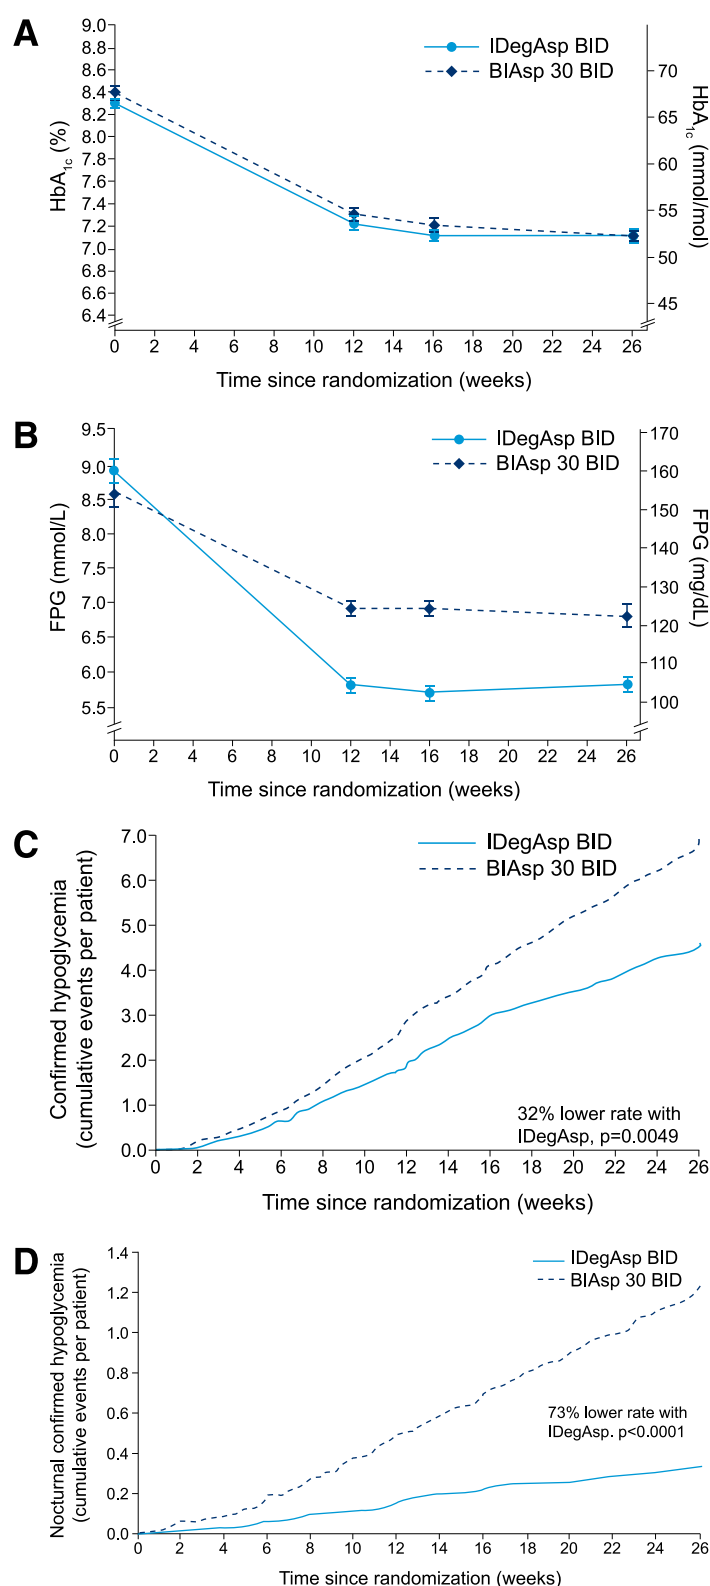 A
9.0
8.8
8.6
8.4
8.2
8.0
7.8
7.6
7.4
7.2
7.0
6.8
6.6
6.4
HbA1c (%)
IDegAsp BID
BIAsp 30 BID
70
65
60
55
50
45
HbA1c (mmol/mol)
0 2 4 6 8 10 12 14 16 18 20 22 24 26
Time since randomization (weeks)
B
9.5
9.0
8.5
8.0
7.5
7.0
6.5
6.0
5.5
FPG (mmol/L)
IDegAsp BID
BIAsp 30 BID
170
160
150
140
130
120
110
100
FPG (mg/dL)
0 2 4 6 8 10 12 14 16 18 20 22 24 26
Time since randomization (weeks)
C
7.0
6.0
5.0
4.0
3.0
2.0
1.0
0.0
Confirmed hypoglycemia
(cumulative events per patient)
IDegAsp BID
BIAsp 30 BID
32% lower rate with
IDegAsp, p=0.0049
0 2 4 6 8 10 12 14 16 18 20 22 24 26
Time since randomization (weeks)
D
1.4
1.2
1.0
0.8
0.6
0.4
0.2
0.0
Nocturnal confirmed hypoglycemia
(cumulative events per patient)
IDegAsp BID
BIAsp 30 BID
73% lower rate with
IDegAsp. p<0.0001
0 2 4 6 8 10 12 14 16 18 20 22 24 26
Time since randomization (weeks)